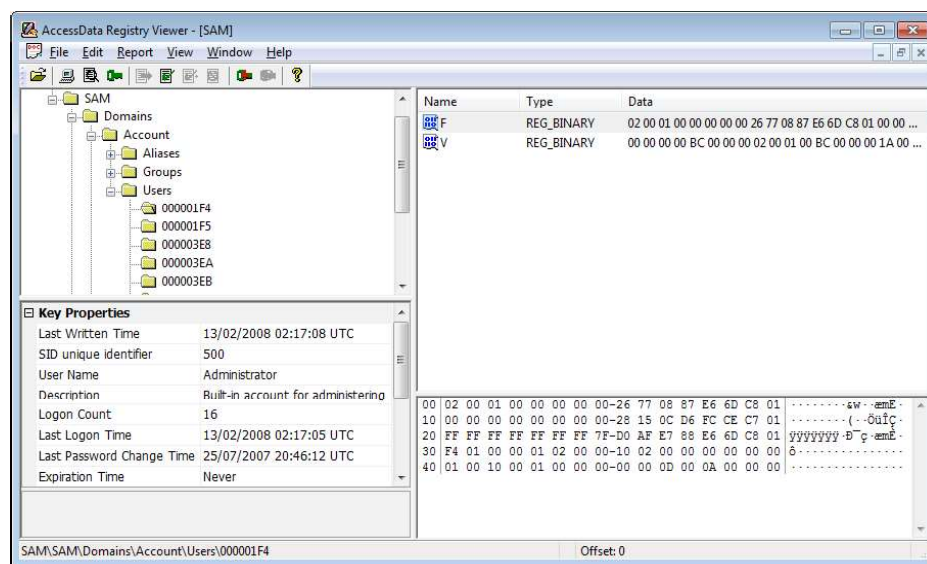 AccessData Registry Viewer - [SAM]
File Edit Report View Window Help
SAM
Domains
Account
Aliases
Groups
Users
000001F4
000001F5
000003E8
000003EA
000003EB
Name Type Data
F REG_BINARY 02 00 01 00 00 00 00 00 26 77 08 87 E6 6D C8 01 00 00 ...
V REG_BINARY 00 00 00 00 BC 00 00 00 02 00 01 00 BC 00 00 00 1A 00 ...
Key Properties
Last Written Time 13/02/2008 02:17:08 UTC
SID unique identifier 500
User Name Administrator
Description Built-in account for administering
Logon Count 16
Last Logon Time 13/02/2008 02:17:05 UTC
Last Password Change Time 25/07/2007 20:46:12 UTC
Expiration Time Never
00 02 00 01 00 00 00 00 00-26 77 08 87 E6 6D C8 01 ········&w··æmÈ·
10 00 00 00 00 00 00 00 00-28 15 0C D6 FC CE C7 01 ········(··ÖüÎÇ·
20 FF FF FF FF FF FF FF 7F-D0 AF E7 88 E6 6D C8 01 ÿÿÿÿÿÿÿ·Ð¯ç·æmÈ·
30 F4 01 00 00 01 02 00 00-10 02 00 00 00 00 00 00 ô···············
40 01 00 10 00 01 00 00 00-00 00 0D 00 0A 00 00 00 ················
SAM\SAM\Domains\Account\Users\000001F4 Offset: 0